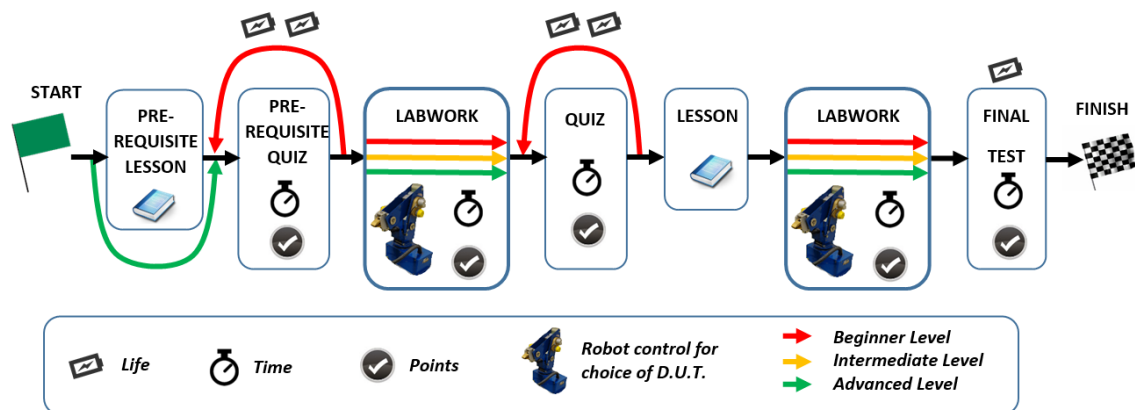 START
PRE-
REQUISITE
LESSON
PRE-
REQUISITE
QUIZ
LABWORK
QUIZ
LESSON
LABWORK
FINAL
TEST
FINISH
Life
Time
Points
Robot control for
choice of D.U.T.
Beginner Level
Intermediate Level
Advanced Level